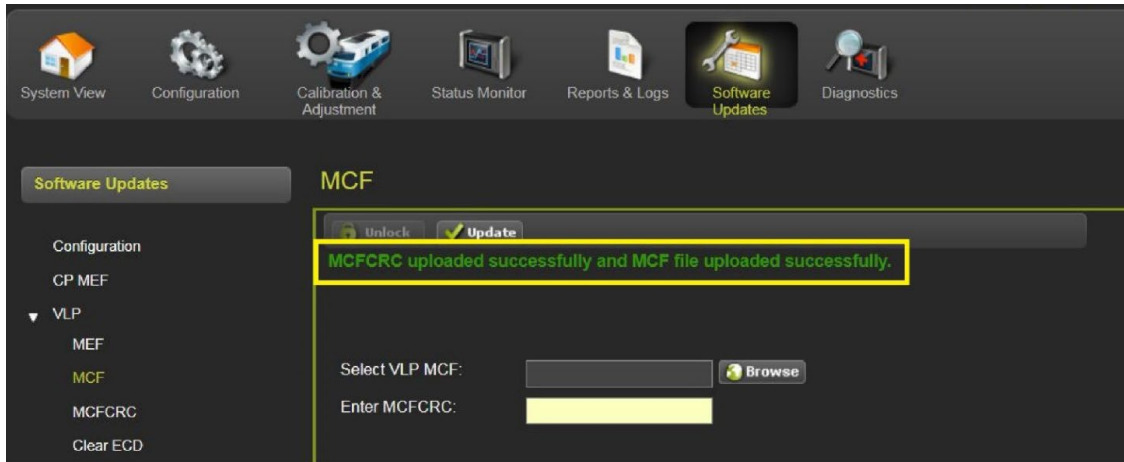 System View
Configuration
Calibration &
Adjustment
Status Monitor
Reports & Logs
Software
Updates
Diagnostics
Software Updates
MCF
Unlock
Update
MCFCRC uploaded successfully and MCF file uploaded successfully.
Configuration
CP MEF
VLP
MEF
MCF
MCFCRC
Clear ECD
Select VLP MCF:
Browse
Enter MCFCRC: